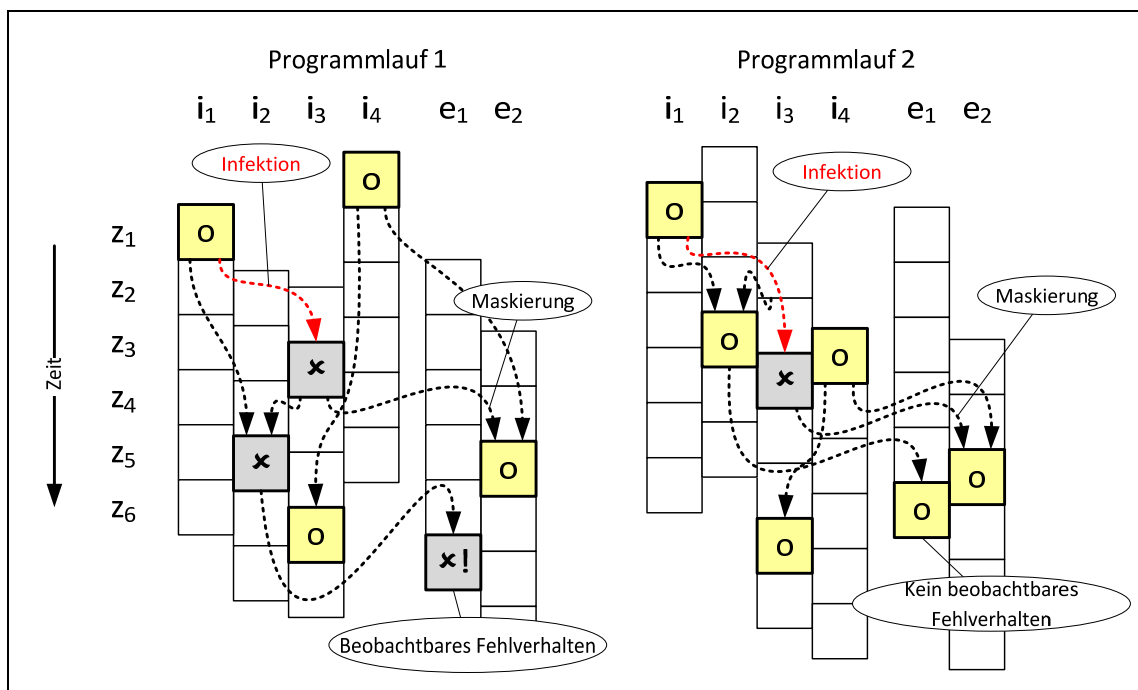 Programmlauf 1
Programmlauf 2
i₁ i₂ i₃ i₄ e₁ e₂
i₁ i₂ i₃ i₄ e₁ e₂
Infektion
Infektion
o
o
o
z₁
z₂
Maskierung
Maskierung
z₃
Zeit
×
o
×
o
z₄
z₅
×
o
o
z₆
o
o
×!
o
Beobachtbares Fehlverhalten
Kein beobachtbares
Fehlverhalten